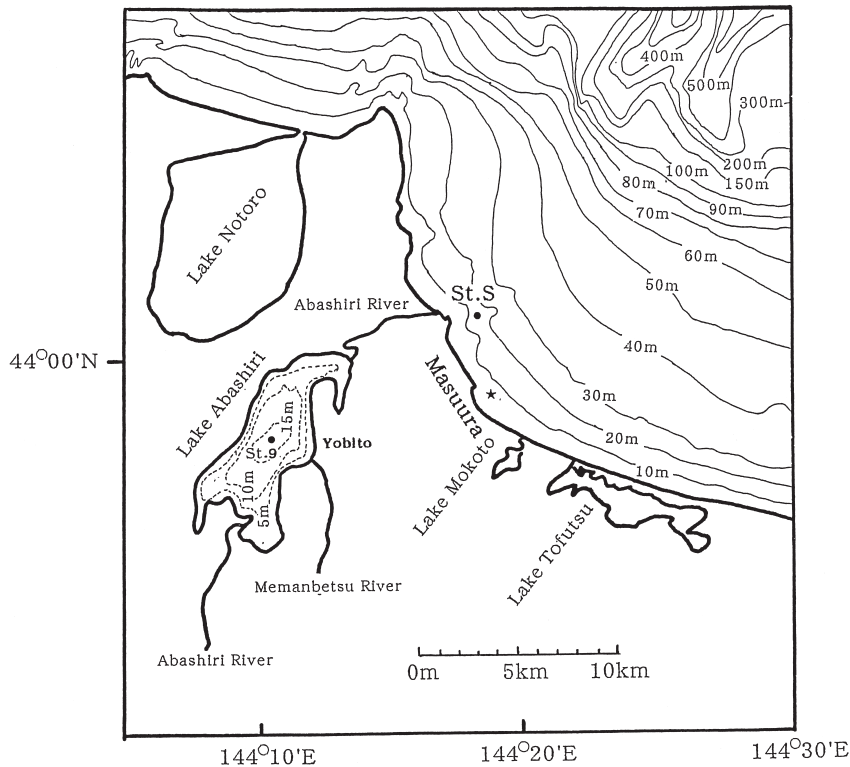 400m
500m
300m
200m
150m
100m
80m
90m
70m
60m
50m
40m
30m
20m
10m
Lake Notoro
St.S
Abashiri River
44°00'N
Lake Abashiri
Masuura
15m
St.9
Yobito
10m
5m
Lake Mokoto
Lake Tofutsu
Memanbetsu River
Abashiri River
0m 5km 10km
144°10'E 144°20'E 144°30'E